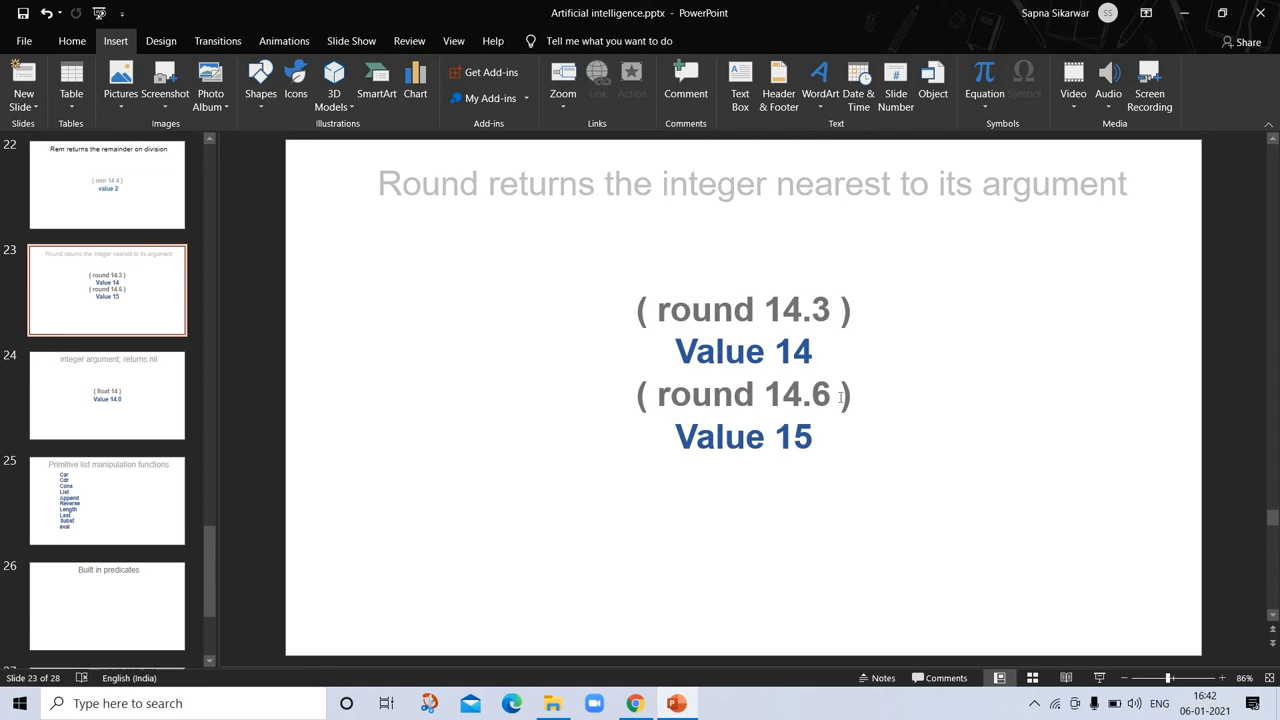 Artificial intelligence.pptx - PowerPoint
Sapna Sikarwar SS
File Home Insert Design Transitions Animations Slide Show Review View Help Tell me what you want to do Share
New Slide Table Pictures Screenshot Photo Album Shapes Icons 3D Models SmartArt Chart Get Add-ins My Add-ins Zoom Link Action Comment Text Box Header & Footer WordArt Date & Time Slide Number Object Equation Symbol Video Audio Screen Recording
Slides Tables Images Illustrations Add-ins Links Comments Text Symbols Media
22
Rem returns the remainder on division
( rem 14 4 )
value 2
23
Round returns the integer nearest to its argument
( round 14.3 )
Value 14
( round 14.6 )
Value 15
24
integer argument; returns nil
( float 14 )
Value 14.0
25
Primitive list manipulation functions
Car
Cdr
Cons
List
Append
Reverse
Length
Last
Subst
eval
26
Built in predicates
Round returns the integer nearest to its argument
( round 14.3 )
Value 14
( round 14.6 )
Value 15
Slide 23 of 28 English (India) Notes Comments 86%
Type here to search
ENG
16:42
06-01-2021